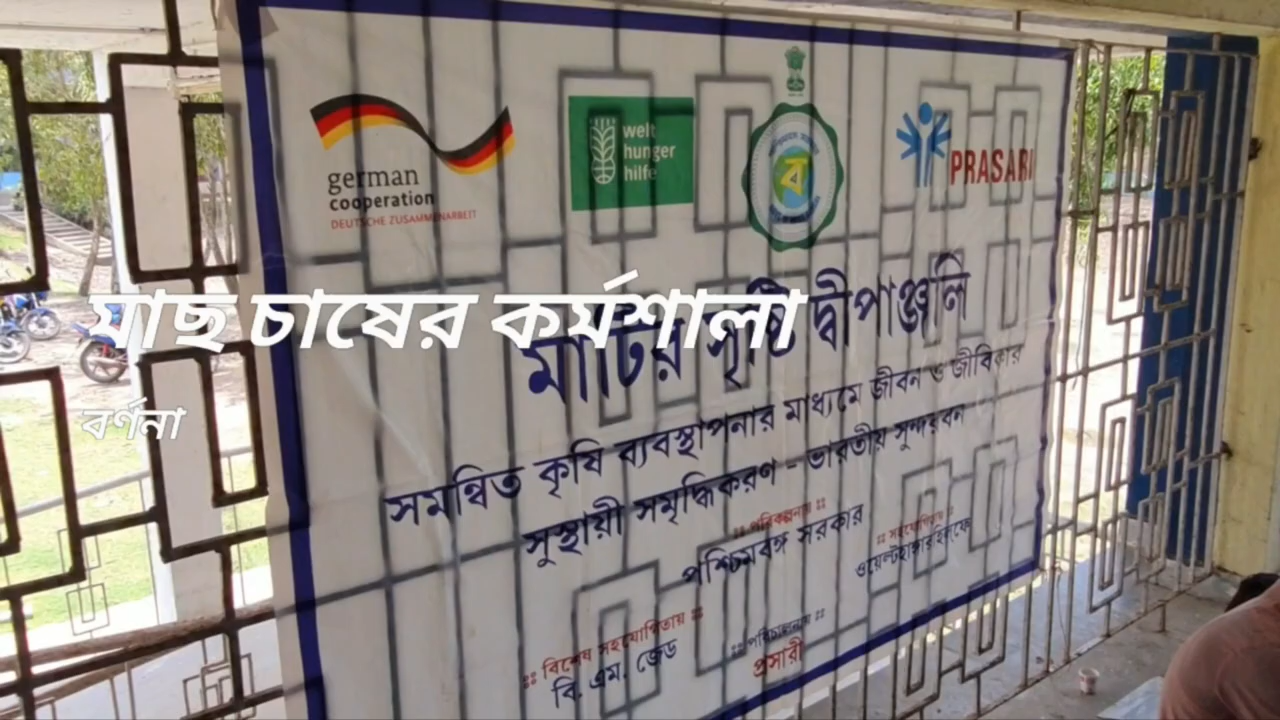 german
cooperation
DEUTSCHE ZUSAMMENARBEIT
welt
hunger
hilfe
ব
PRASARI
মাছ চাষের কর্মশালা
বর্ণনা
মাটির সৃষ্টি দ্বীপাঞ্জলি
সমন্বিত কৃষি ব্যবস্থাপনার মাধ্যমে জীবন ও জীবিকার
সুস্থায়ী সমৃদ্ধিকরণ - ভারতীয় সুন্দরবন
:: পরিকল্পনায় ::
পশ্চিমবঙ্গ সরকার
:: সহযোগিতায় ::
ওয়েল্টহাঙ্গারহিলফে
:: বিশেষ সহযোগিতায় ::
বি. এম. জেড
:: পরিচালনায় ::
প্রসারী